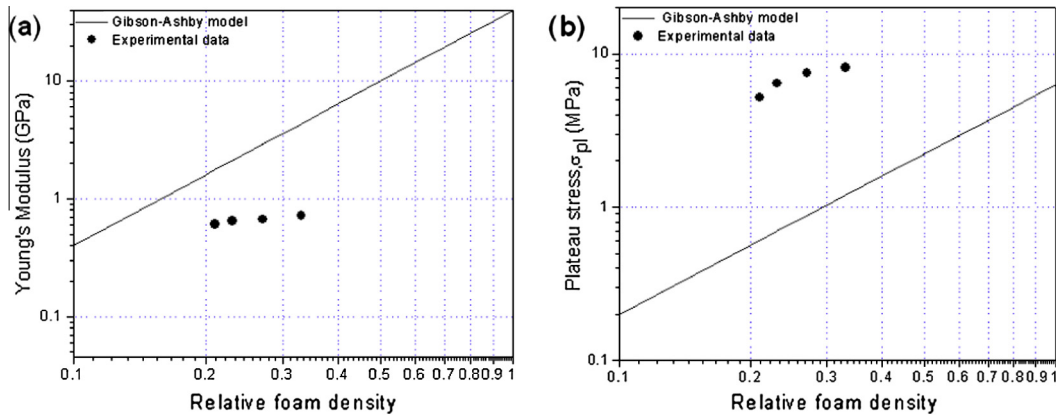 (a)
Gibson-Ashby model
Experimental data
Young's Modulus (GPa)
10
1
0.1
0.1 0.2 0.3 0.4 0.5 0.6 0.7 0.8 0.9 1
Relative foam density
(b)
Gibson-Ashby model
Experimental data
Plateau stress,σpl (MPa)
10
1
0.1
0.1 0.2 0.3 0.4 0.5 0.6 0.7 0.8 0.9 1
Relative foam density